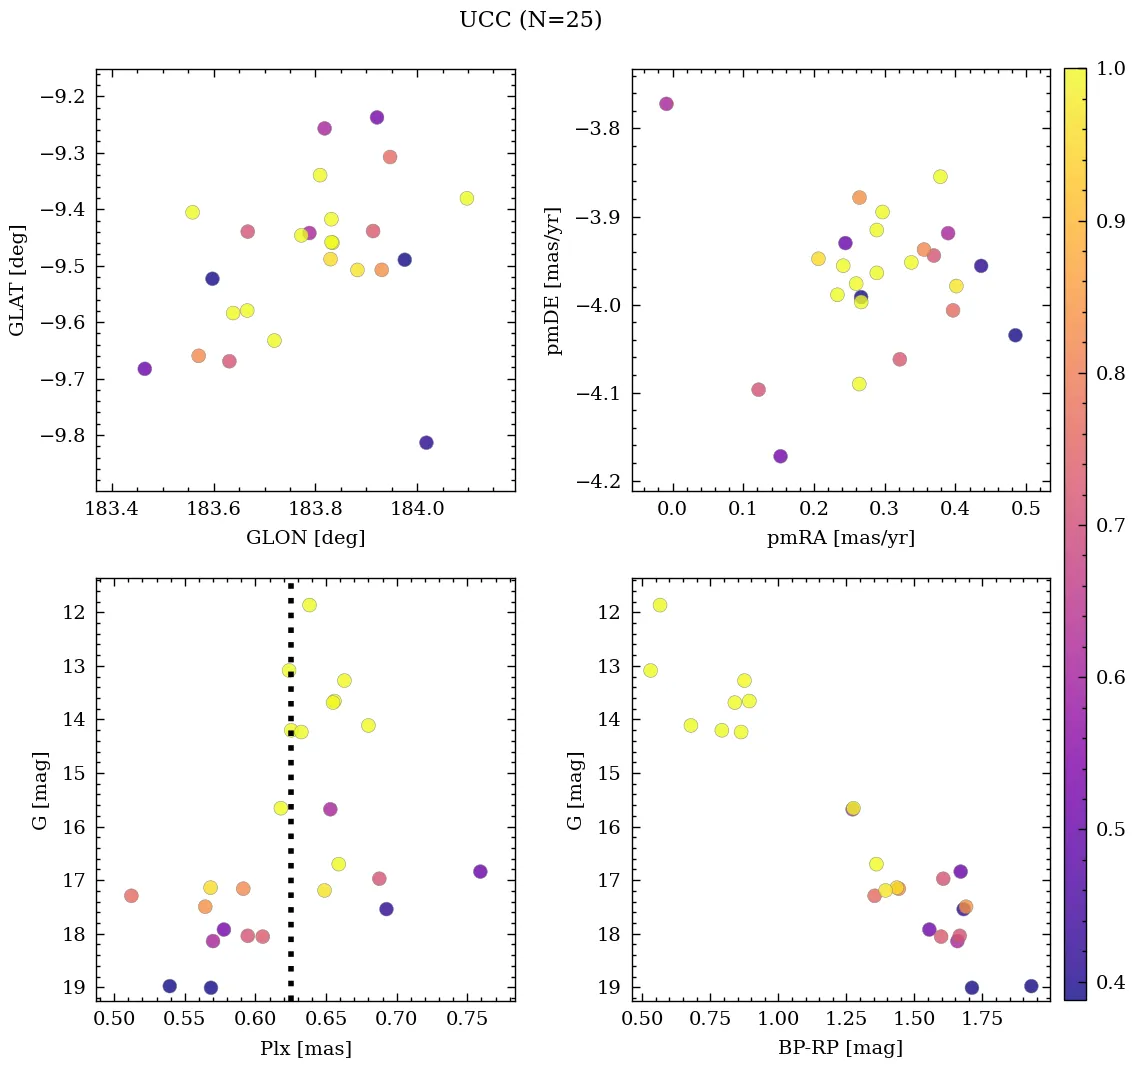 UCC (N=25)
−9.2
−9.3
−9.4
−9.5
−9.6
−9.7
−9.8
GLAT [deg]
183.4 183.6 183.8 184.0
GLON [deg]
−3.8
−3.9
−4.0
−4.1
−4.2
pmDE [mas/yr]
0.0 0.1 0.2 0.3 0.4 0.5
pmRA [mas/yr]
12
13
14
15
16
17
18
19
G [mag]
0.50 0.55 0.60 0.65 0.70 0.75
Plx [mas]
12
13
14
15
16
17
18
19
G [mag]
0.50 0.75 1.00 1.25 1.50 1.75
BP-RP [mag]
1.0
0.9
0.8
0.7
0.6
0.5
0.4